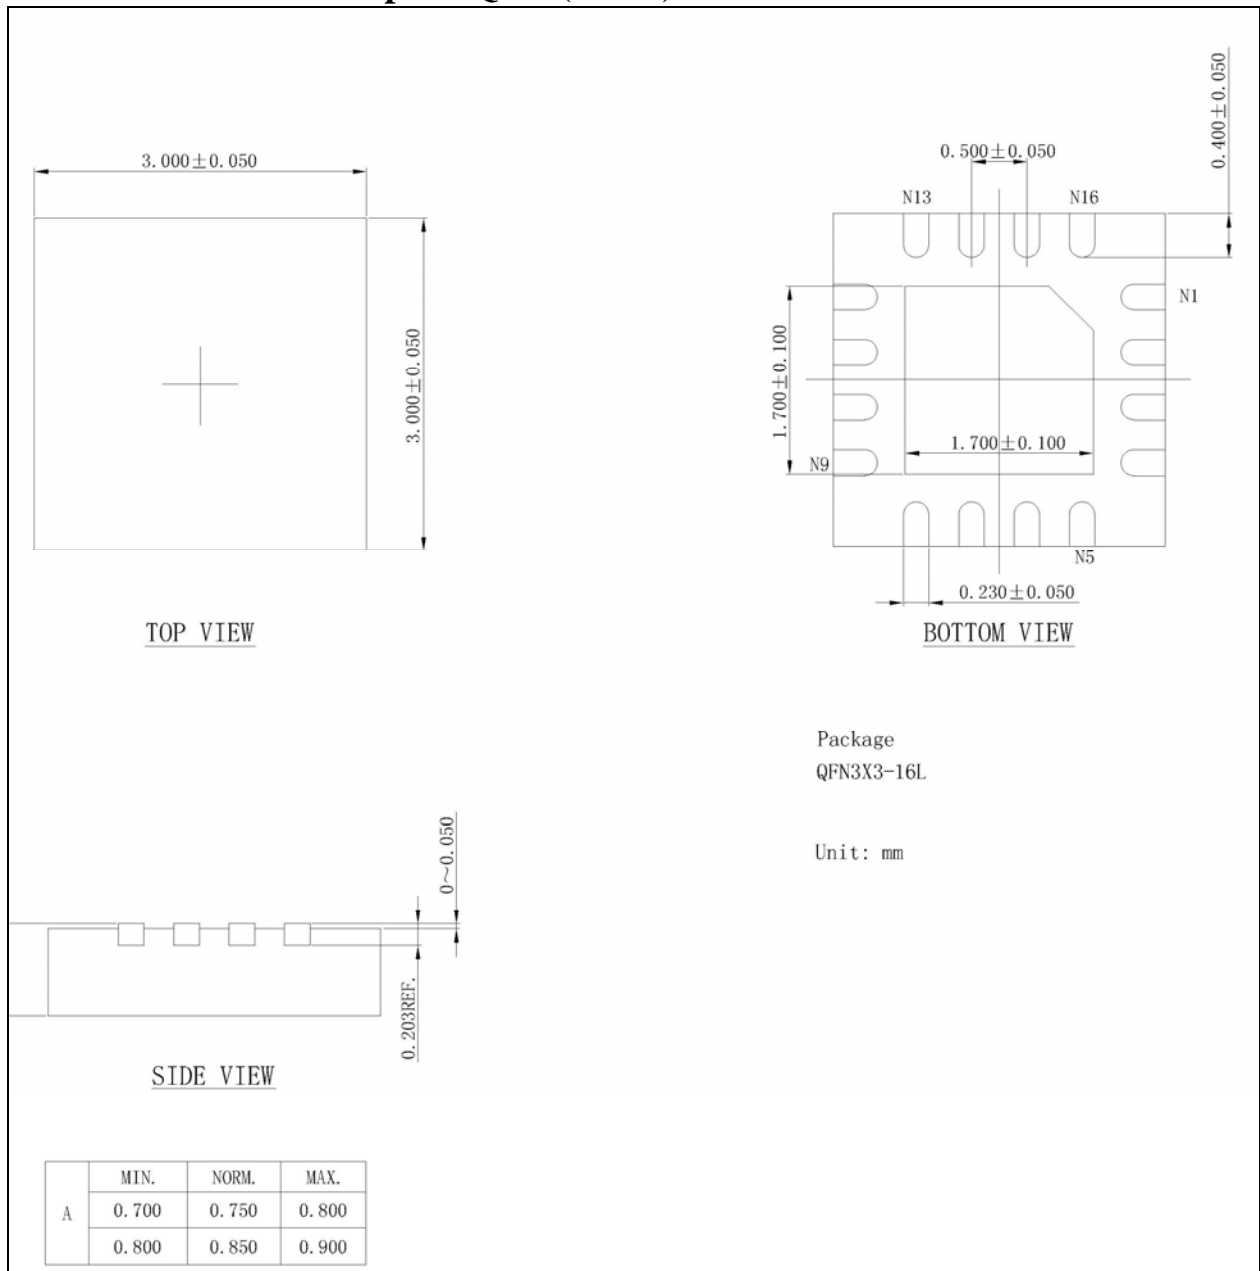 3.000±0.050
3.000±0.050
TOP VIEW
0.400±0.050
0.500±0.050
N13
N16
N1
1.700±0.100
1.700±0.100
N9
N5
0.230±0.050
BOTTOM VIEW
Package
QFN3X3-16L
Unit: mm
0~0.050
0.203REF.
SIDE VIEW
MIN. NORM. MAX.
A
0.700 0.750 0.800
0.800 0.850 0.900